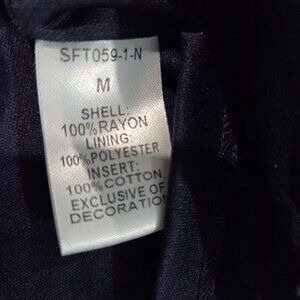 SFT059-1-N
M
SHELL:
100%RAYON
LINING:
100%POLYESTER
INSERT:
100%COTTON
EXCLUSIVE OF
DECORATION